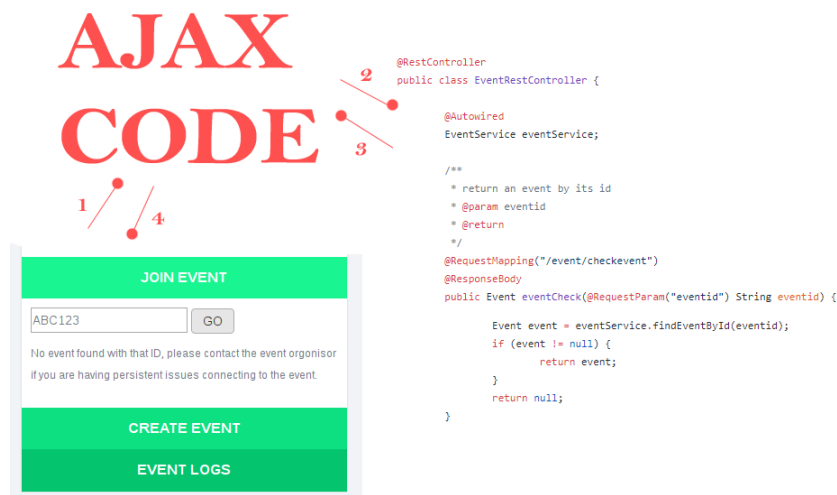 AJAX
CODE
1
4
2
3
JOIN EVENT
ABC123 GO
No event found with that ID, please contact the event orgonisor
if you are having persistent issues connecting to the event.
CREATE EVENT
EVENT LOGS
@RestController
public class EventRestController {
@Autowired
EventService eventService;
/**
* return an event by its id
* @param eventid
* @return
*/
@RequestMapping("/event/checkevent")
@ResponseBody
public Event eventCheck(@RequestParam("eventid") String eventid) {
Event event = eventService.findEventById(eventid);
if (event != null) {
return event;
}
return null;
}